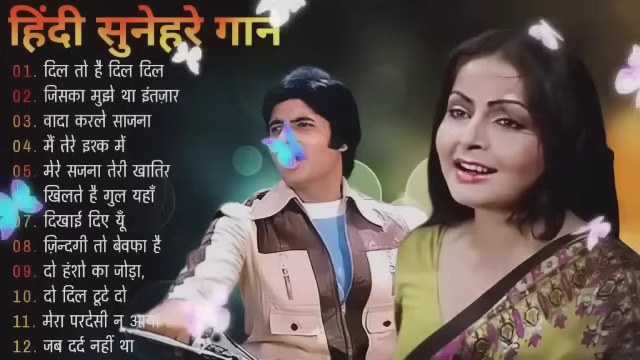 हिंदी सुनेहरे गान
01. दिल तो है दिल दिल
02. जिसका मुझे था इंतज़ार
03. वादा करले साजना
04. मैं तेरे इश्क में
05. मेरे सजना तेरी खातिर
खिलते है गुल यहाँ
07. दिखाई दिए यूँ
08. ज़िन्दगी तो बेवफा है
09. दो हंशो का जोड़ा,
10. दो दिल टूटे दो
11. मेरा परदेसी न आया
12. जब दर्द नहीं था